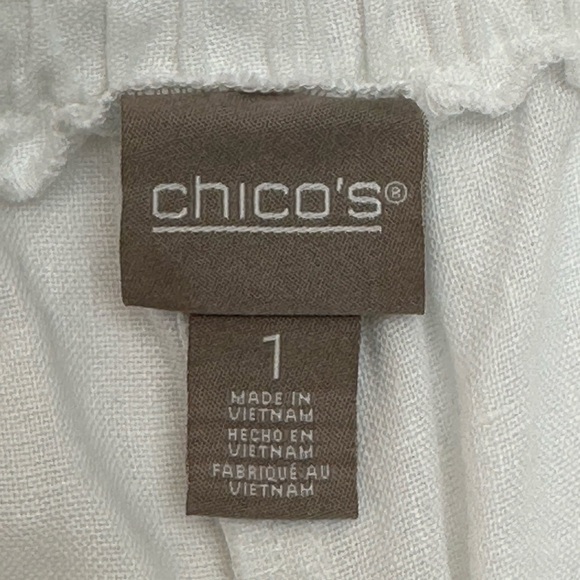 chico's®
1
MADE IN
VIETNAM
HECHO EN
VIETNAM
FABRIQUÉ AU
VIETNAM